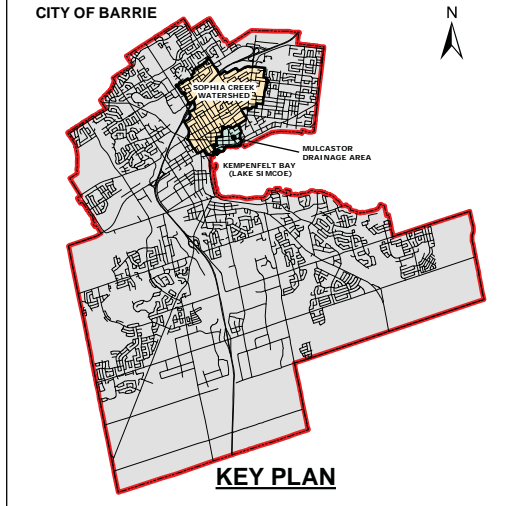 CITY OF BARRIE
N
SOPHIA CREEK
WATERSHED
MULCASTOR
DRAINAGE AREA
KEMPENFELT BAY
(LAKE SIMCOE)
KEY PLAN